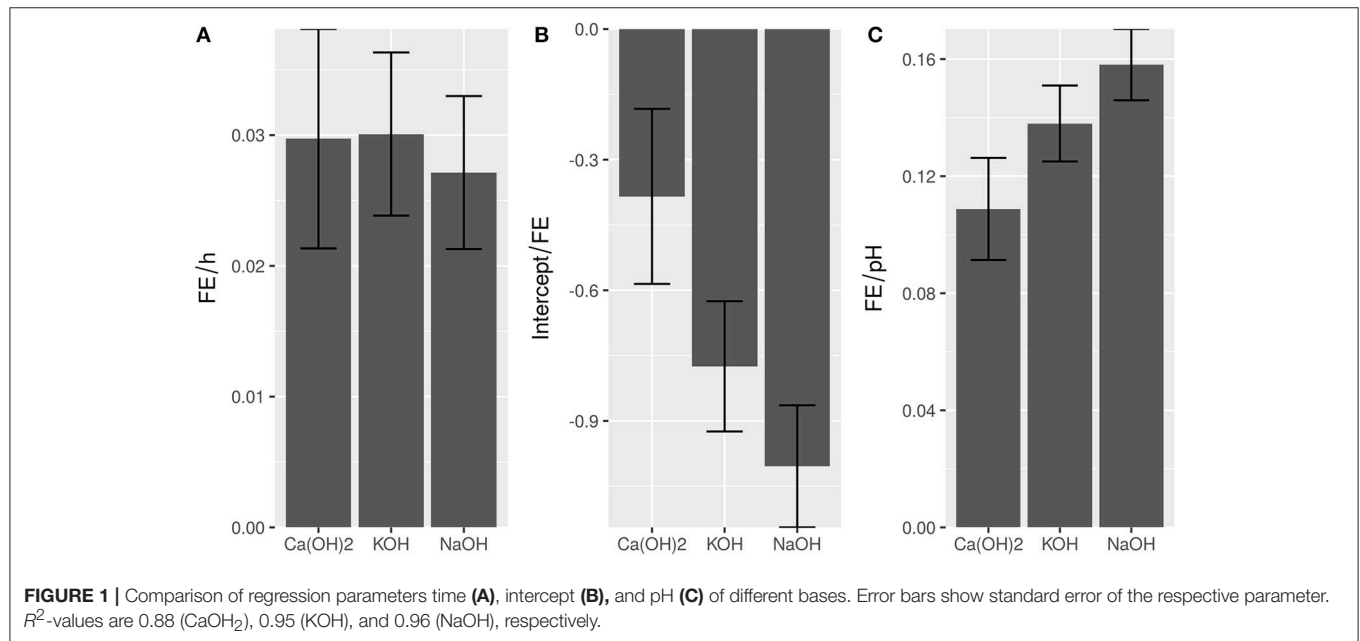 A
FE/h
0.03
0.02
0.01
0.00
Ca(OH)2 KOH NaOH
B
Intercept/FE
0.0
-0.3
-0.6
-0.9
Ca(OH)2 KOH NaOH
C
FE/pH
0.16
0.12
0.08
0.04
0.00
Ca(OH)2 KOH NaOH
FIGURE 1 | Comparison of regression parameters time (A), intercept (B), and pH (C) of different bases. Error bars show standard error of the respective parameter.
R²-values are 0.88 (CaOH₂), 0.95 (KOH), and 0.96 (NaOH), respectively.